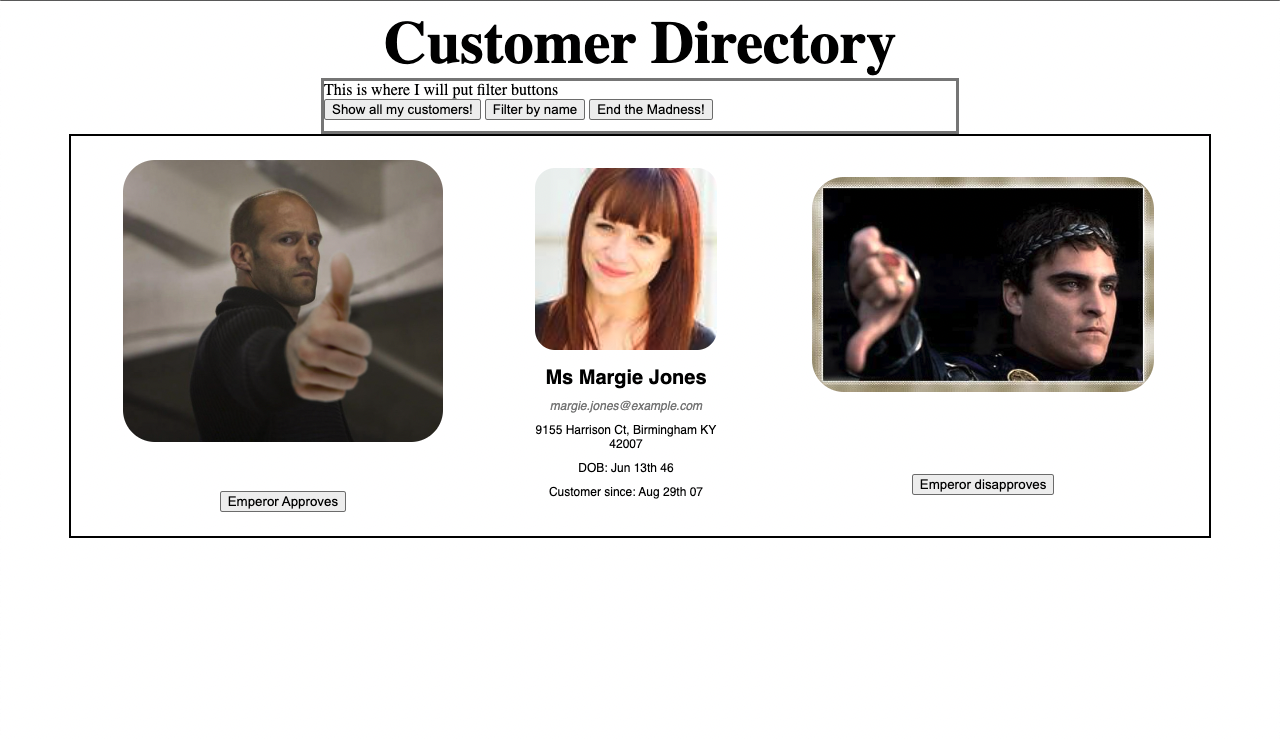 Customer Directory
This is where I will put filter buttons
Show all my customers! Filter by name End the Madness!
Ms Margie Jones
margie.jones@example.com
9155 Harrison Ct, Birmingham KY
42007
DOB: Jun 13th 46
Customer since: Aug 29th 07
Emperor Approves
Emperor disapproves